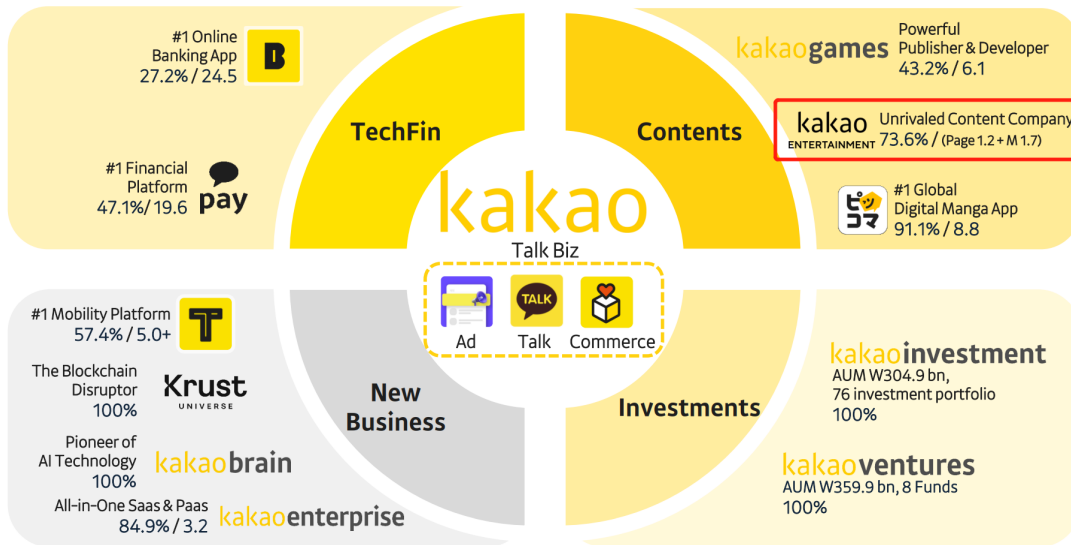 #1 Online
Banking App
27.2% / 24.5
B
#1 Financial
Platform
47.1%/ 19.6
pay
TechFin
Contents
kakaogames
Powerful
Publisher & Developer
43.2% / 6.1
kakao
ENTERTAINMENT
Unrivaled Content Company
73.6% / (Page 1.2 + M 1.7)
ピッコマ
#1 Global
Digital Manga App
91.1% / 8.8
kakao
Talk Biz
Ad
TALK
Talk
Commerce
#1 Mobility Platform
57.4% / 5.0+
T
The Blockchain
Disruptor
100%
Krust
UNIVERSE
Pioneer of
AI Technology
100%
kakaobrain
All-in-One Saas & Paas
84.9% / 3.2
kakaoenterprise
New
Business
Investments
kakaoinvestment
AUM W304.9 bn,
76 investment portfolio
100%
kakaoventures
AUM W359.9 bn, 8 Funds
100%